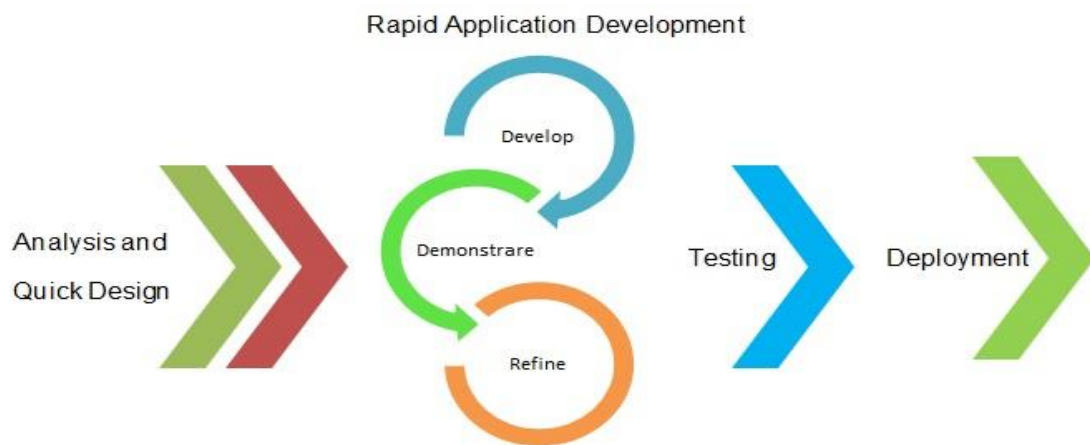 Rapid Application Development
Develop
Analysis and
Quick Design
Demonstrare
Refine
Testing
Deployment